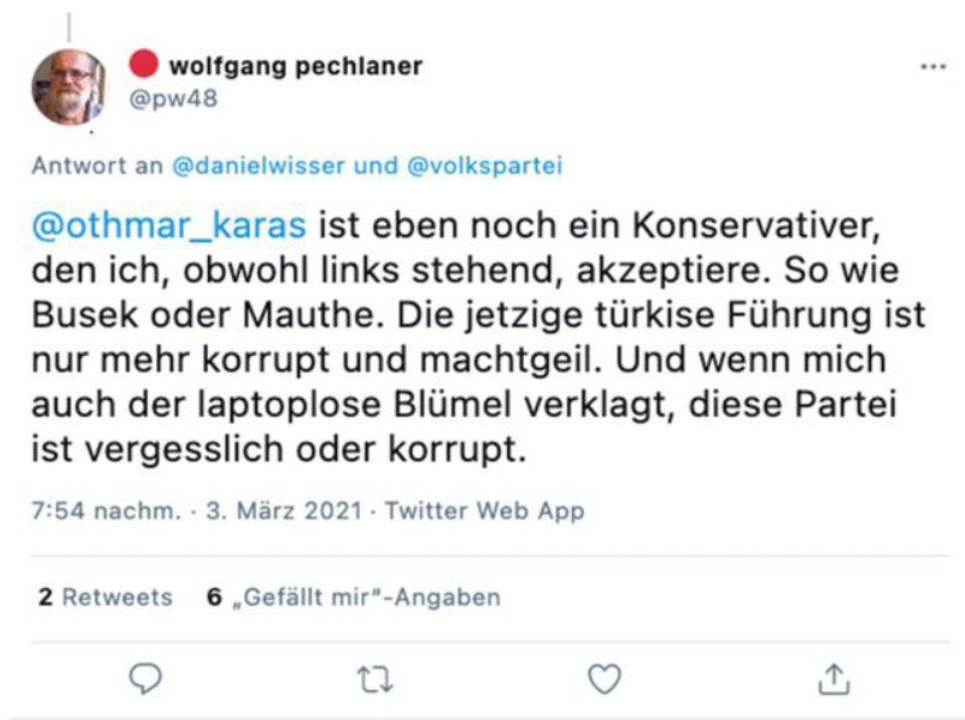 wolfgang pechlaner
@pw48
Antwort an @danielwisser und @volkspartei
@othmar_karas ist eben noch ein Konservativer,
den ich, obwohl links stehend, akzeptiere. So wie
Busek oder Mauthe. Die jetzige türkise Führung ist
nur mehr korrupt und machtgeil. Und wenn mich
auch der laptoplose Blümel verklagt, diese Partei
ist vergesslich oder korrupt.
7:54 nachm. · 3. März 2021 · Twitter Web App
2 Retweets 6 „Gefällt mir"-Angaben